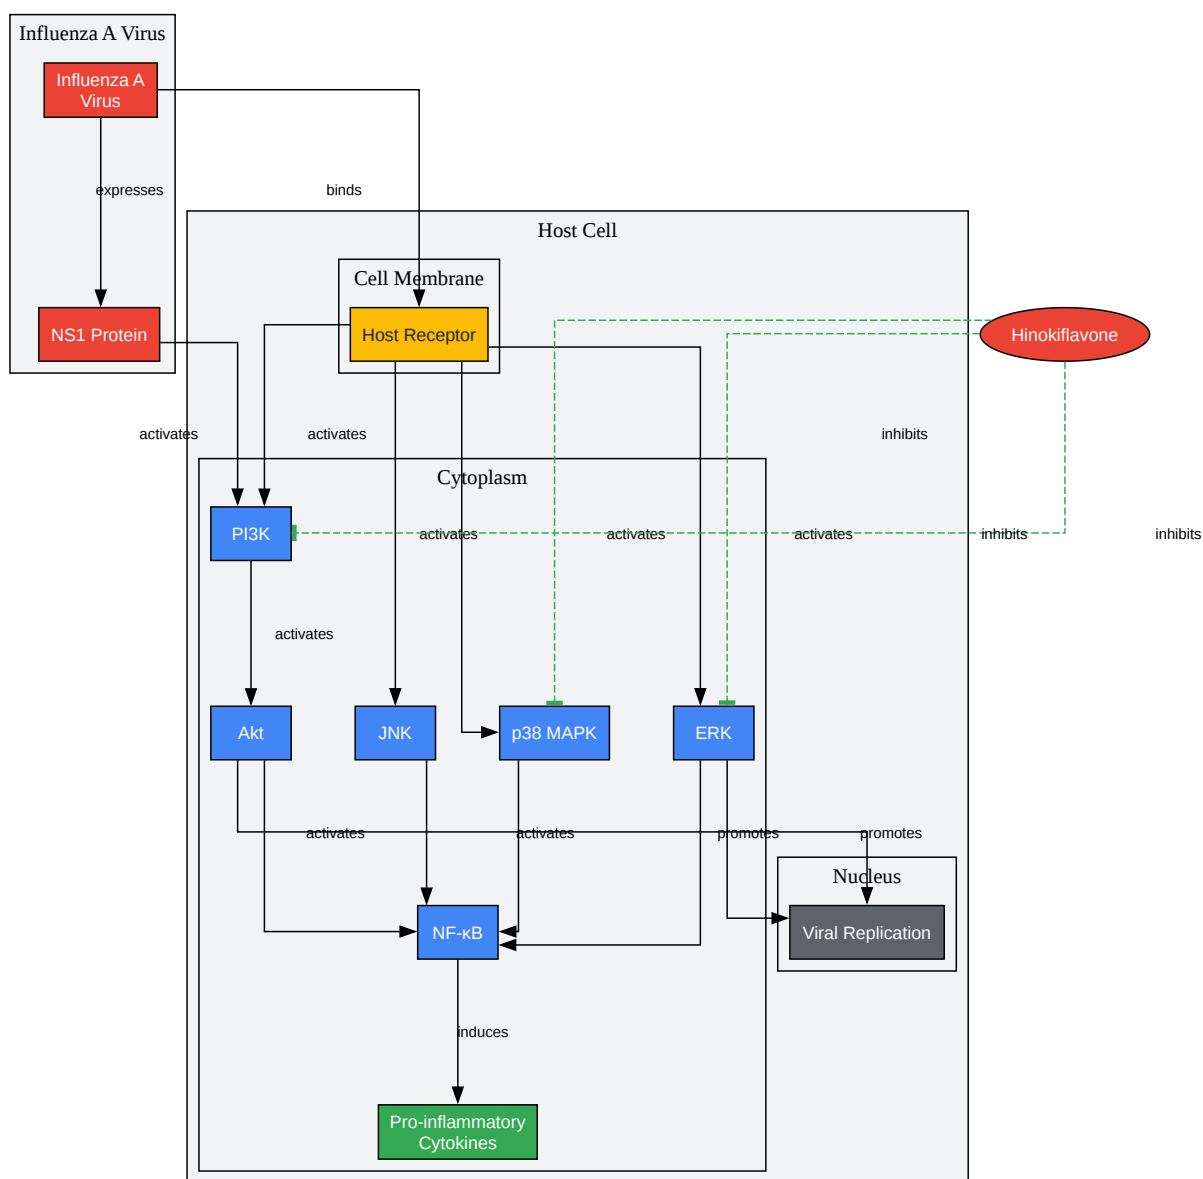 Influenza A Virus
Influenza A
Virus
expresses
binds
Host Cell
Cell Membrane
NS1 Protein
Host Receptor
Hinokiflavone
activates
activates
inhibits
Cytoplasm
PI3K
activates
activates
activates
inhibits
inhibits
activates
Akt
JNK
p38 MAPK
ERK
activates
activates
promotes
promotes
Nucleus
NF-κB
Viral Replication
induces
Pro-inflammatory
Cytokines